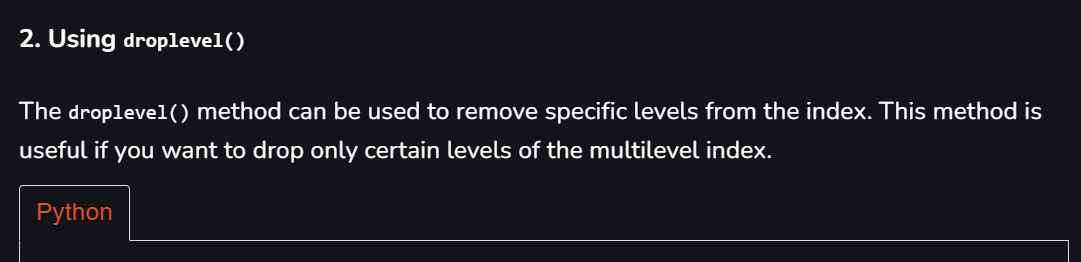 2. Using droplevel()
The droplevel() method can be used to remove specific levels from the index. This method is
useful if you want to drop only certain levels of the multilevel index.
Python